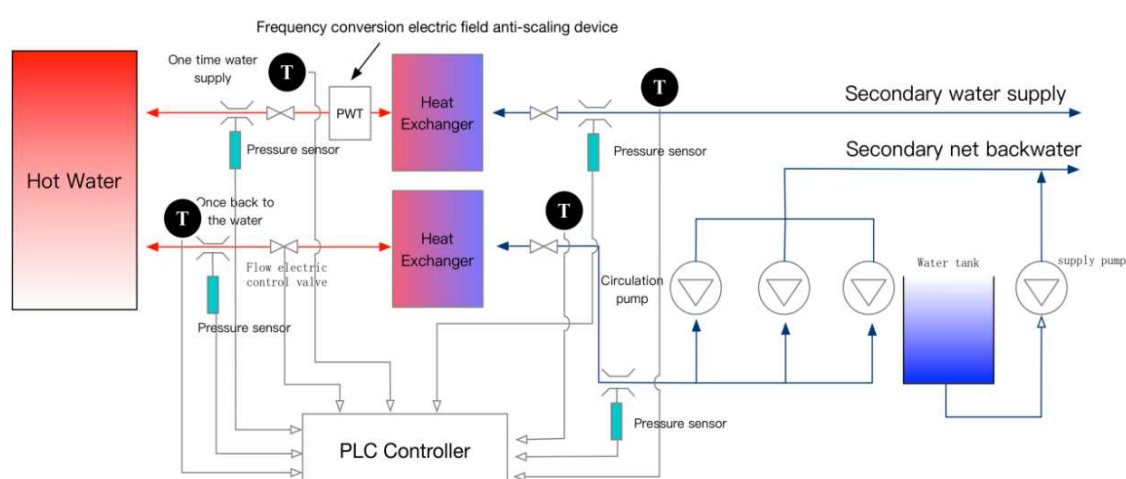 Frequency conversion electric field anti-scaling device
One time water
supply
T
T
PWT
Heat
Exchanger
Secondary water supply
Pressure sensor
Pressure sensor
Secondary net backwater
Hot Water
T
Once back to
the water
T
Heat
Exchanger
Flow electric
control valve
Circulation
pump
Water tank
supply pump
Pressure sensor
Pressure sensor
PLC Controller